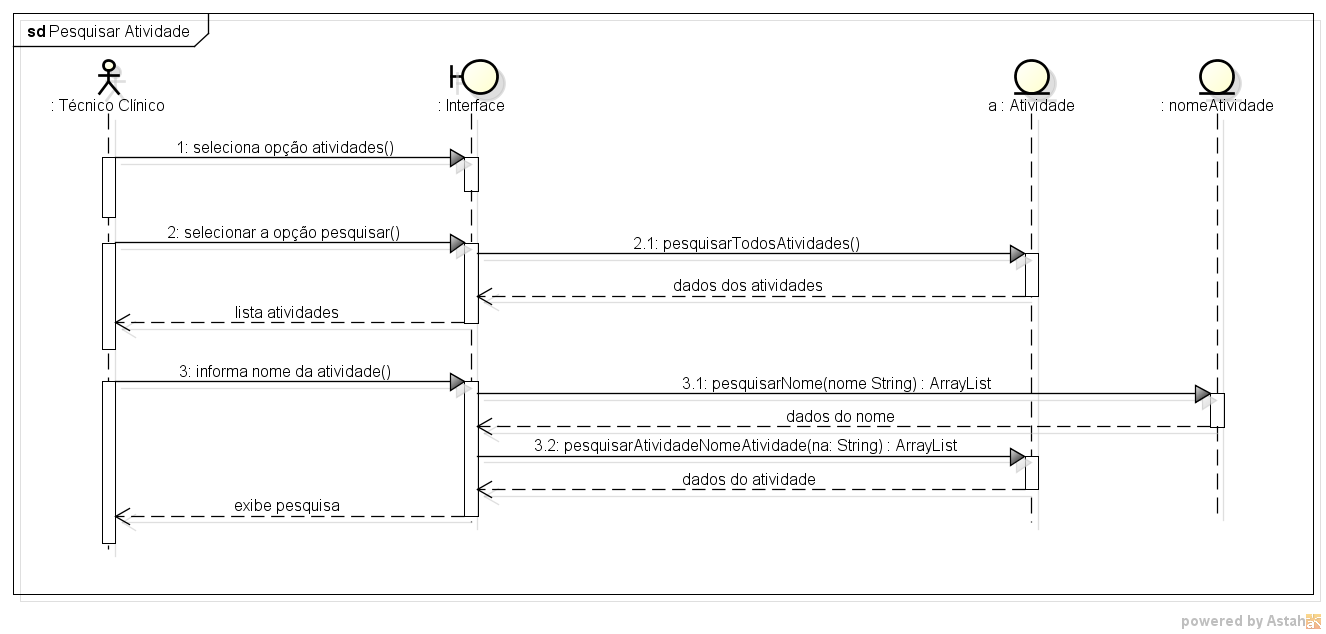 sd Pesquisar Atividade
: Técnico Clínico
: Interface
a : Atividade
: nomeAtividade
1: seleciona opção atividades()
2: selecionar a opção pesquisar()
2.1: pesquisarTodosAtividades()
dados dos atividades
lista atividades
3: informa nome da atividade()
3.1: pesquisarNome(nome String) : ArrayList
dados do nome
3.2: pesquisarAtividadeNomeAtividade(na: String) : ArrayList
dados do atividade
exibe pesquisa
powered by Astah